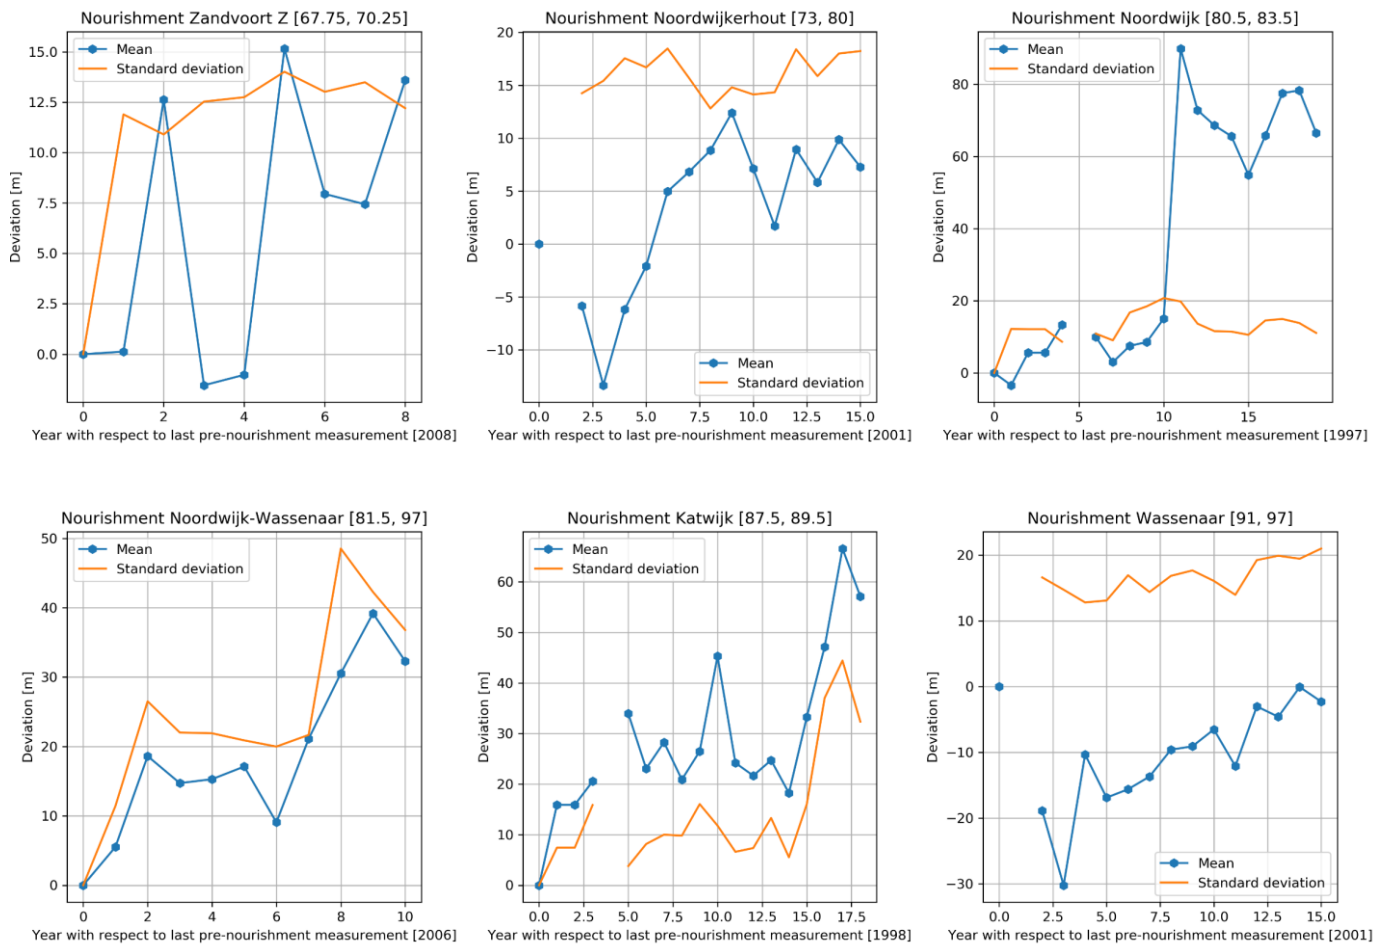 Nourishment Zandvoort Z [67.75, 70.25]
Mean
Standard deviation
15.0
12.5
10.0
7.5
5.0
2.5
0.0
Deviation [m]
0 2 4 6 8
Year with respect to last pre-nourishment measurement [2008]
Nourishment Noordwijkerhout [73, 80]
20
15
10
5
0
−5
−10
Deviation [m]
Mean
Standard deviation
0.0 2.5 5.0 7.5 10.0 12.5 15.0
Year with respect to last pre-nourishment measurement [2001]
Nourishment Noordwijk [80.5, 83.5]
Mean
Standard deviation
80
60
40
20
0
Deviation [m]
0 5 10 15
Year with respect to last pre-nourishment measurement [1997]
Nourishment Noordwijk-Wassenaar [81.5, 97]
Mean
Standard deviation
50
40
30
20
10
0
Deviation [m]
0 2 4 6 8 10
Year with respect to last pre-nourishment measurement [2006]
Nourishment Katwijk [87.5, 89.5]
Mean
Standard deviation
60
50
40
30
20
10
0
Deviation [m]
0.0 2.5 5.0 7.5 10.0 12.5 15.0 17.5
Year with respect to last pre-nourishment measurement [1998]
Nourishment Wassenaar [91, 97]
20
10
0
−10
−20
−30
Deviation [m]
Mean
Standard deviation
0.0 2.5 5.0 7.5 10.0 12.5 15.0
Year with respect to last pre-nourishment measurement [2001]